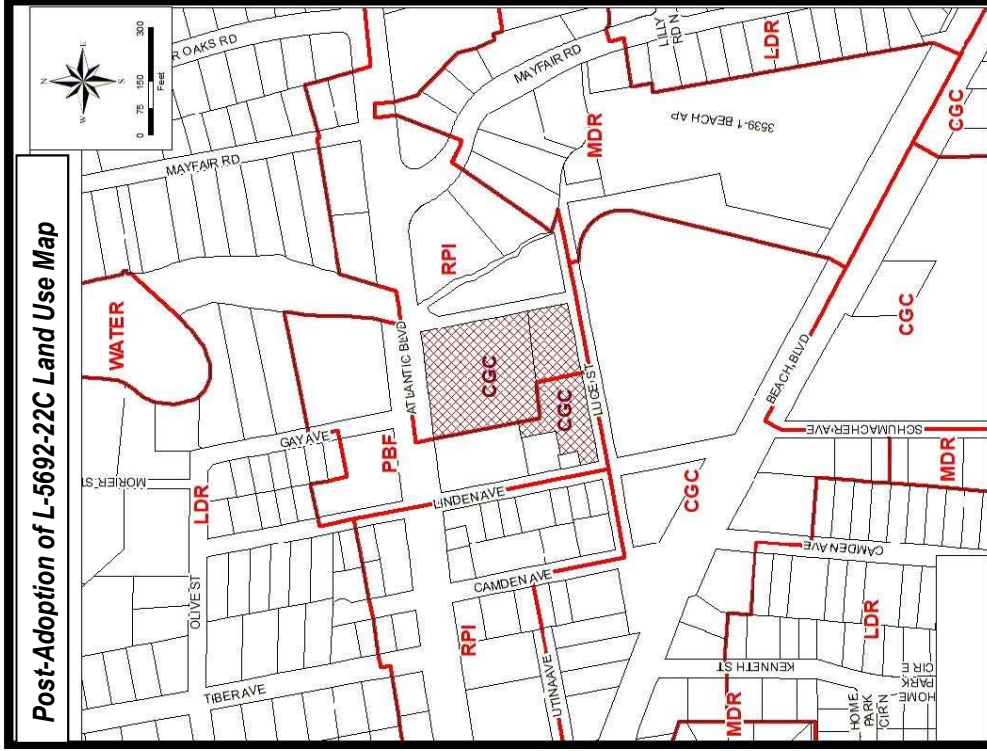 Post-Adoption of L-5692-22C Land Use Map
N
W
E
S
0 75 150 300
Feet
R OAKS RD
LILLY
RD N
MAYFAIR RD
LDR
MAYFAIR RD
3539-1 BEACH AP
CGC
MDR
WATER
RPI
ATLANTIC BLVD
CGC
CGC
LUCE ST
BEACH BLVD
CGC
GAY AVE
PBF
MORIER ST
LDR
LINDEN AVE
CGC
SCHUMACHER AVE
MDR
OLIVE ST
CAMDEN AVE
CAMDEN AVE
LDR
TIBER AVE
RPI
UTINA AVE
KENNETH ST
MDR
HOME
PARK
CIR N
HOME
PARK
CIR E